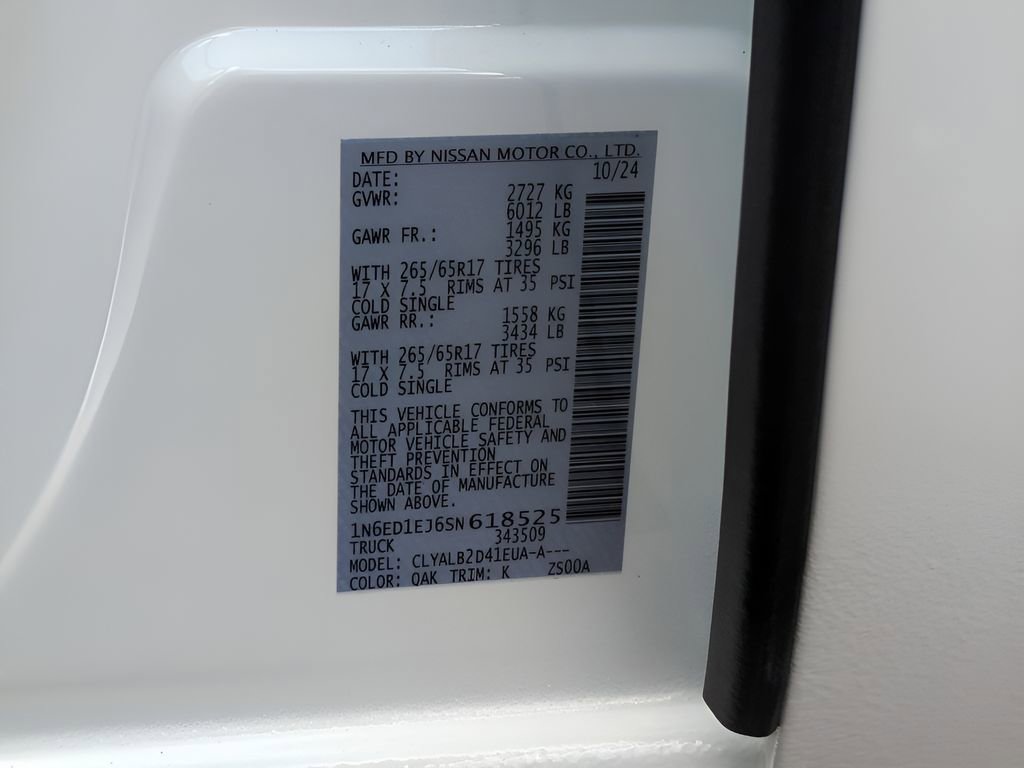 MFD BY NISSAN MOTOR CO., LTD.
DATE: 10/24
GVWR: 2727 KG
6012 LB
GAWR FR.: 1495 KG
3296 LB
WITH 265/65R17 TIRES
17 X 7.5 RIMS AT 35 PSI
COLD SINGLE
GAWR RR.: 1558 KG
3434 LB
WITH 265/65R17 TIRES
17 X 7.5 RIMS AT 35 PSI
COLD SINGLE
THIS VEHICLE CONFORMS TO
ALL APPLICABLE FEDERAL
MOTOR VEHICLE SAFETY AND
THEFT PREVENTION
STANDARDS IN EFFECT ON
THE DATE OF MANUFACTURE
SHOWN ABOVE.
1N6ED1EJ6SN618525
TRUCK 343509
MODEL: CLYALB2D41EUA-A---
COLOR: QAK TRIM: K ZS00A